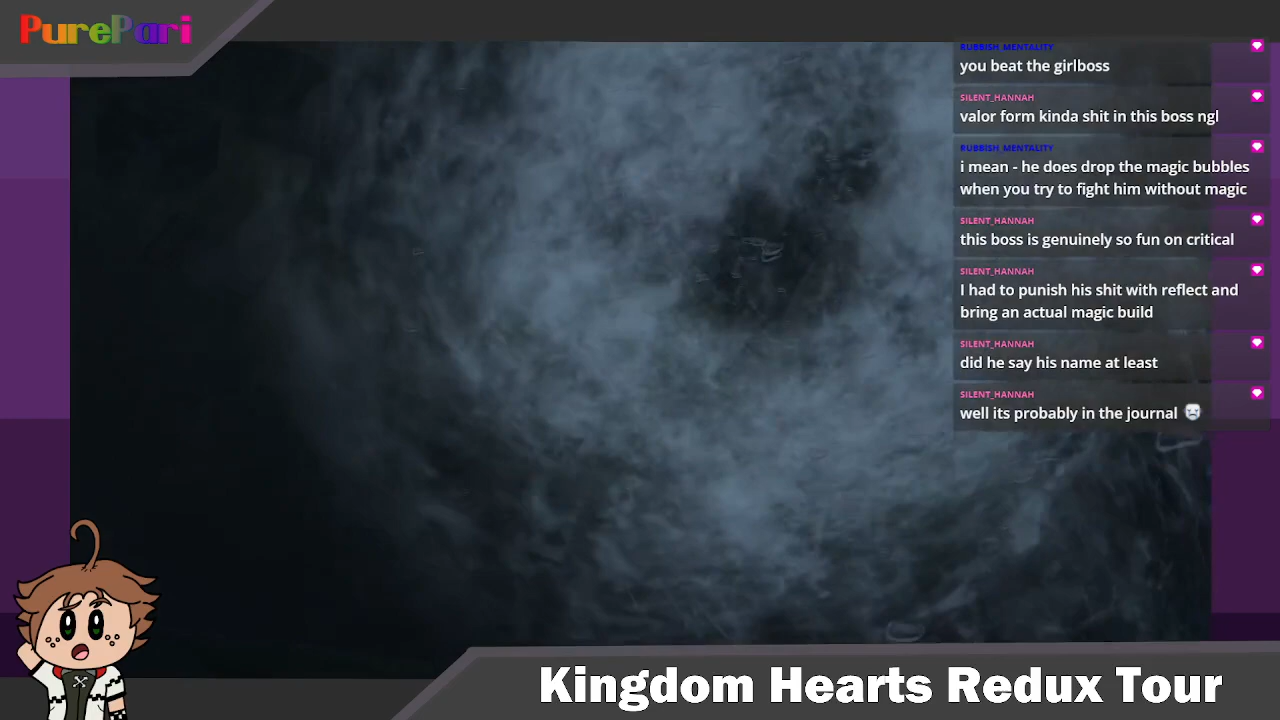 PurePari
RUBBISH_MENTALITY
you beat the girlboss
SILENT_HANNAH
valor form kinda shit in this boss ngl
RUBBISH_MENTALITY
i mean - he does drop the magic bubbles
when you try to fight him without magic
SILENT_HANNAH
this boss is genuinely so fun on critical
SILENT_HANNAH
I had to punish his shit with reflect and
bring an actual magic build
SILENT_HANNAH
did he say his name at least
SILENT_HANNAH
well its probably in the journal
Kingdom Hearts Redux Tour